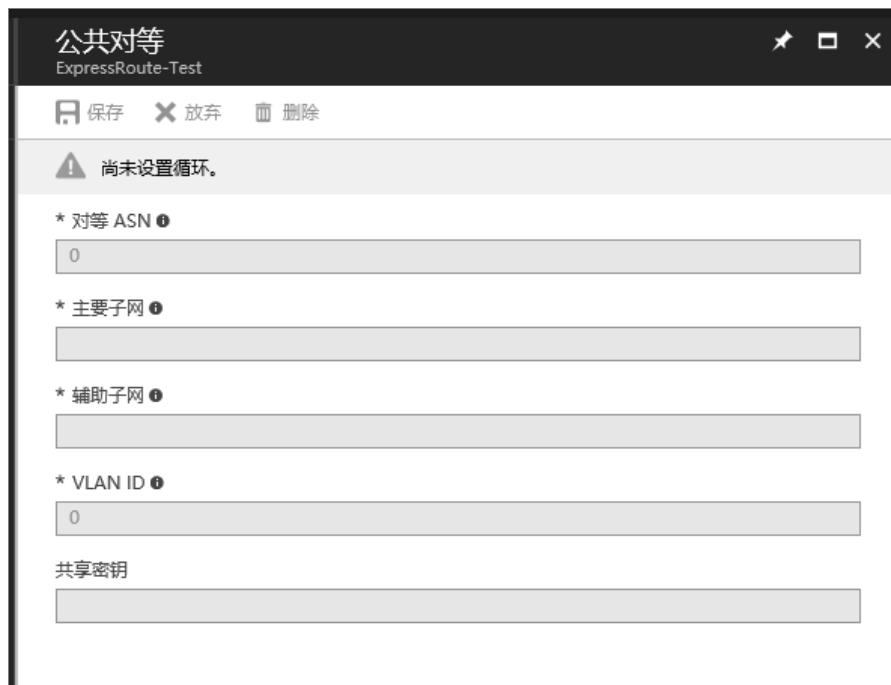 公共对等
ExpressRoute-Test
保存 放弃 删除
尚未设置循环。
* 对等 ASN
0
* 主要子网
* 辅助子网
* VLAN ID
0
共享密钥